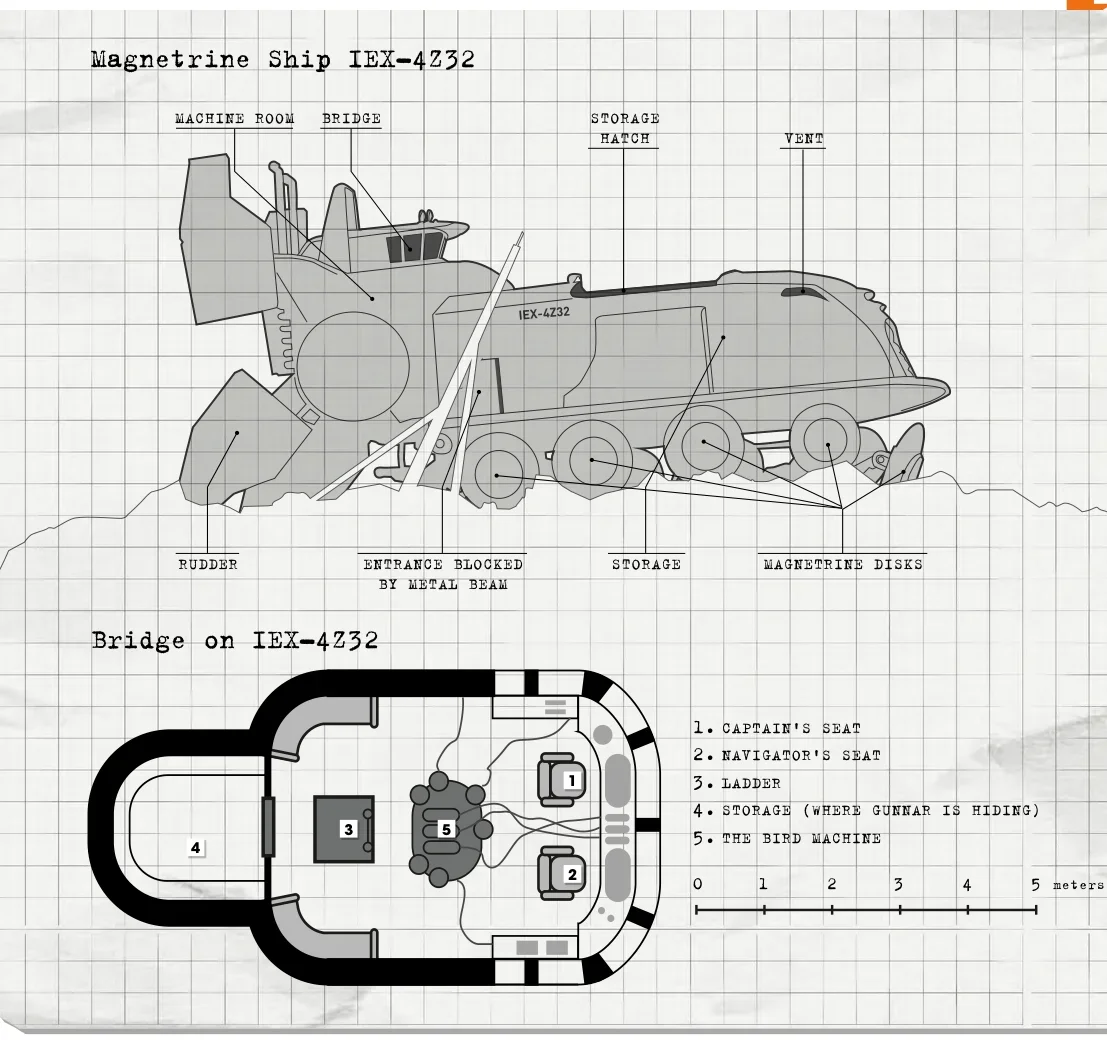 Magnetrine Ship IEX-4Z32
MACHINE ROOM
BRIDGE
STORAGE
HATCH
VENT
IEX-4Z32
RUDDER
ENTRANCE BLOCKED
BY METAL BEAM
STORAGE
MAGNETRINE DISKS
Bridge on IEX-4Z32
1
2
3
4
5
1. CAPTAIN'S SEAT
2. NAVIGATOR'S SEAT
3. LADDER
4. STORAGE (WHERE GUNNAR IS HIDING)
5. THE BIRD MACHINE
0 1 2 3 4 5 meters